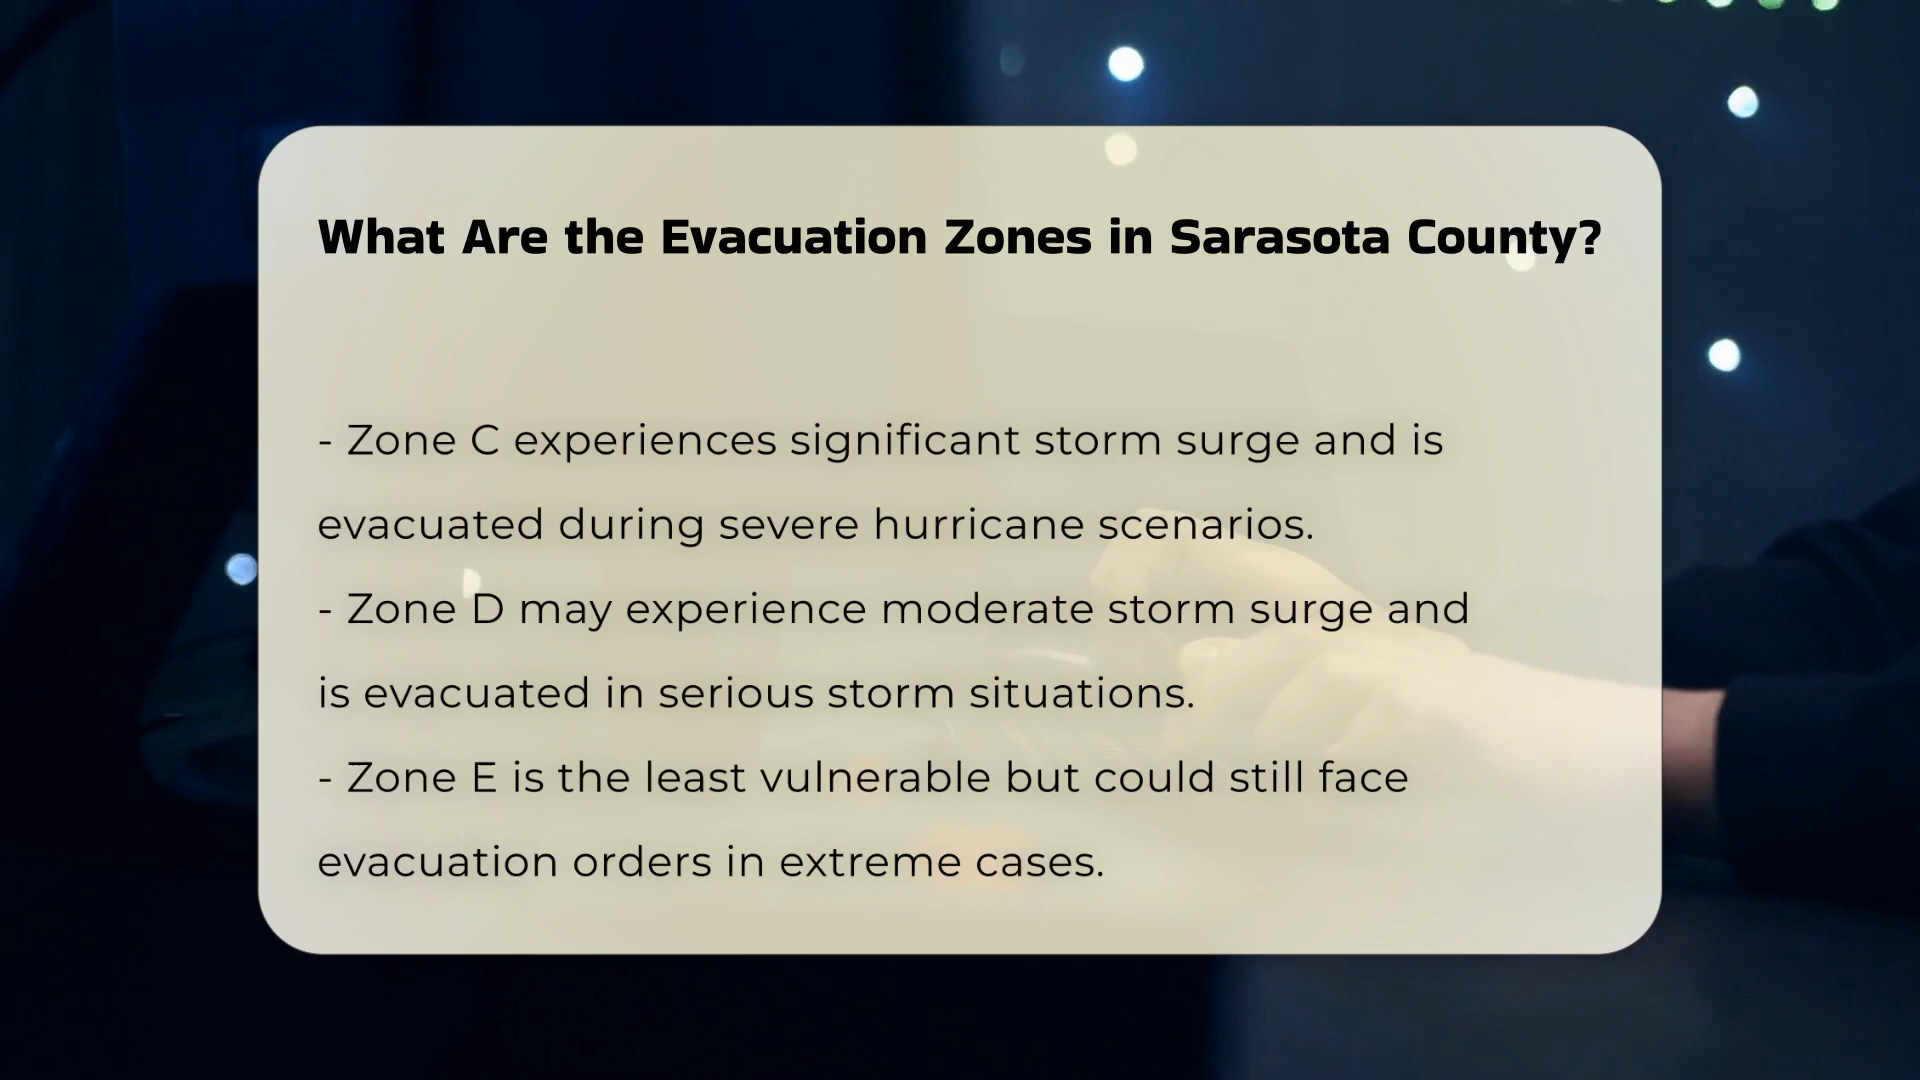 What Are the Evacuation Zones in Sarasota County?
- Zone C experiences significant storm surge and is
evacuated during severe hurricane scenarios.
- Zone D may experience moderate storm surge and
is evacuated in serious storm situations.
- Zone E is the least vulnerable but could still face
evacuation orders in extreme cases.